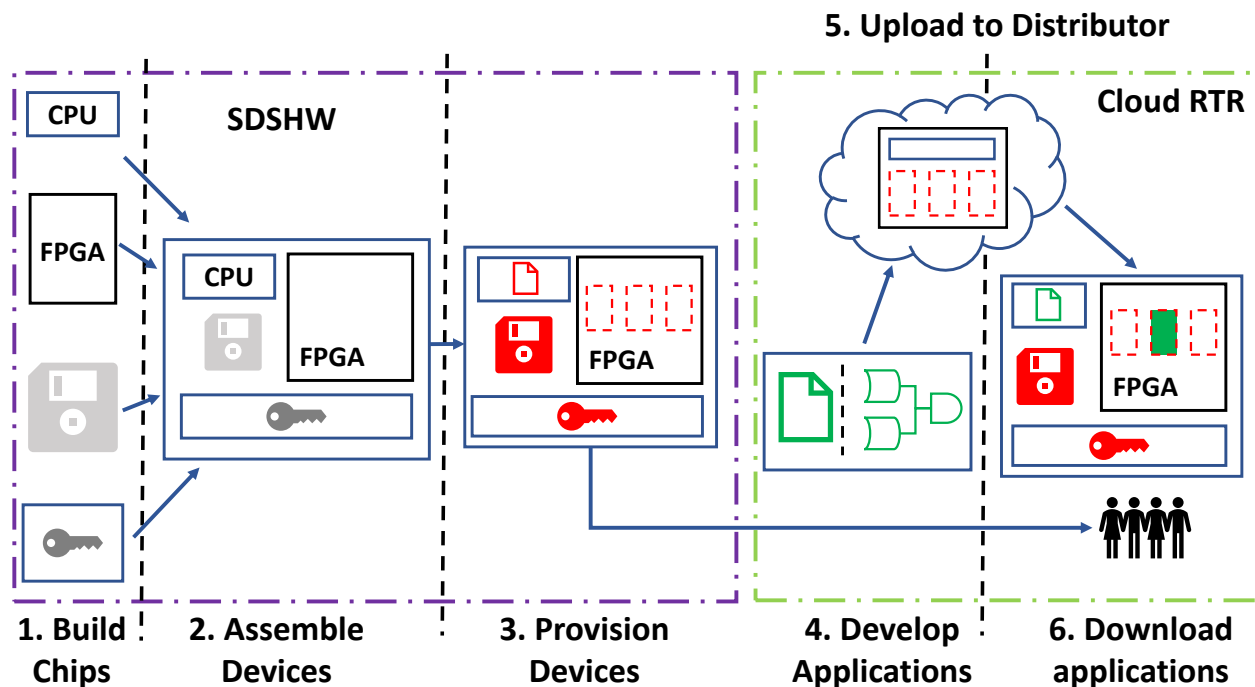 5. Upload to Distributor
SDSHW
Cloud RTR
CPU
FPGA
CPU
FPGA
FPGA
FPGA
1. Build
Chips
2. Assemble
Devices
3. Provision
Devices
4. Develop
Applications
6. Download
applications